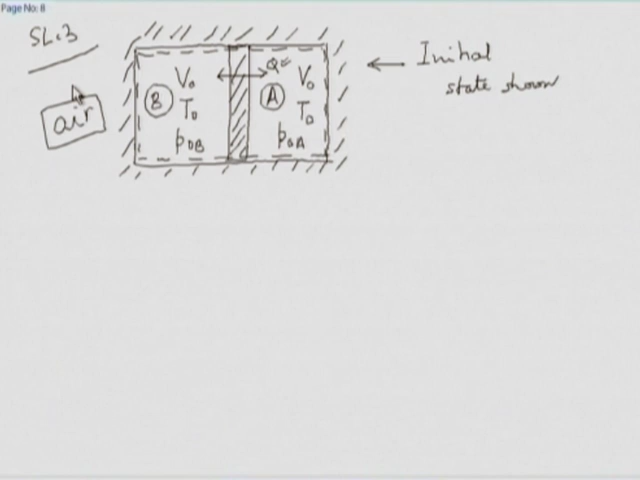 Page No: 8
SL.3
air
B
V₀
T₀
p₀B
Q=
A
V₀
T₀
p₀A
← Initial
state shown